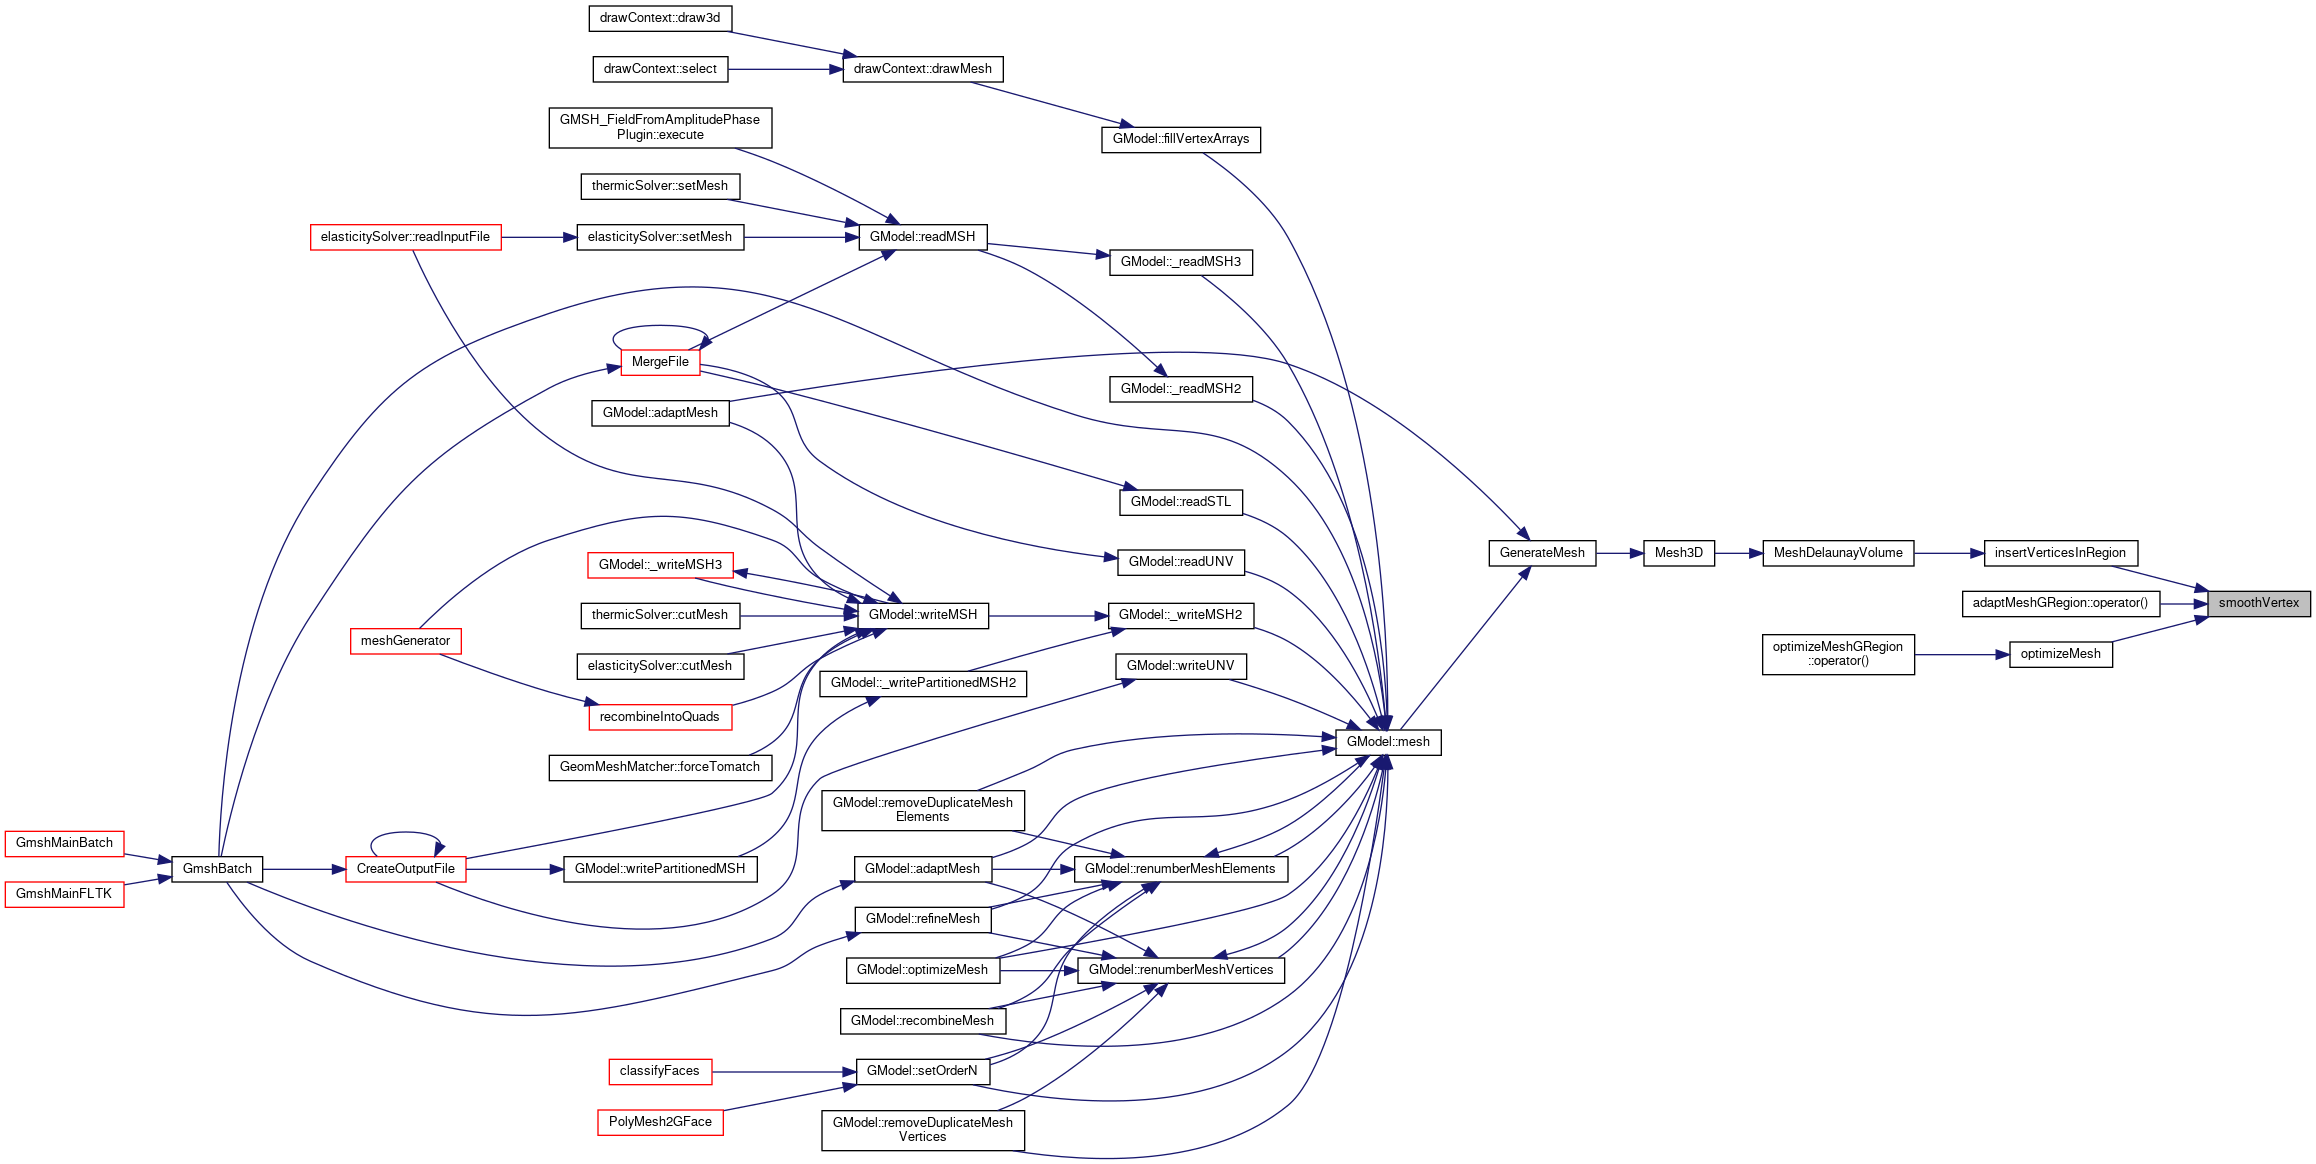 drawContext::draw3d
drawContext::select
drawContext::drawMesh
GMSH_FieldFromAmplitudePhase
Plugin::execute
GModel::fillVertexArrays
thermicSolver::setMesh
elasticitySolver::readInputFile
elasticitySolver::setMesh
GModel::readMSH
GModel::_readMSH3
MergeFile
GModel::_readMSH2
GModel::adaptMesh
GModel::readSTL
GModel::readUNV
GenerateMesh
Mesh3D
MeshDelaunayVolume
insertVerticesInRegion
GModel::_writeMSH3
adaptMeshGRegion::operator()
smoothVertex
thermicSolver::cutMesh
GModel::writeMSH
GModel::_writeMSH2
meshGenerator
optimizeMeshGRegion
::operator()
optimizeMesh
elasticitySolver::cutMesh
GModel::writeUNV
GModel::_writePartitionedMSH2
recombineIntoQuads
GModel::mesh
GeomMeshMatcher::forceTomatch
GModel::removeDuplicateMesh
Elements
GmshMainBatch
GmshBatch
CreateOutputFile
GModel::writePartitionedMSH
GModel::adaptMesh
GModel::renumberMeshElements
GmshMainFLTK
GModel::refineMesh
GModel::optimizeMesh
GModel::renumberMeshVertices
GModel::recombineMesh
classifyFaces
GModel::setOrderN
PolyMesh2GFace
GModel::removeDuplicateMesh
Vertices